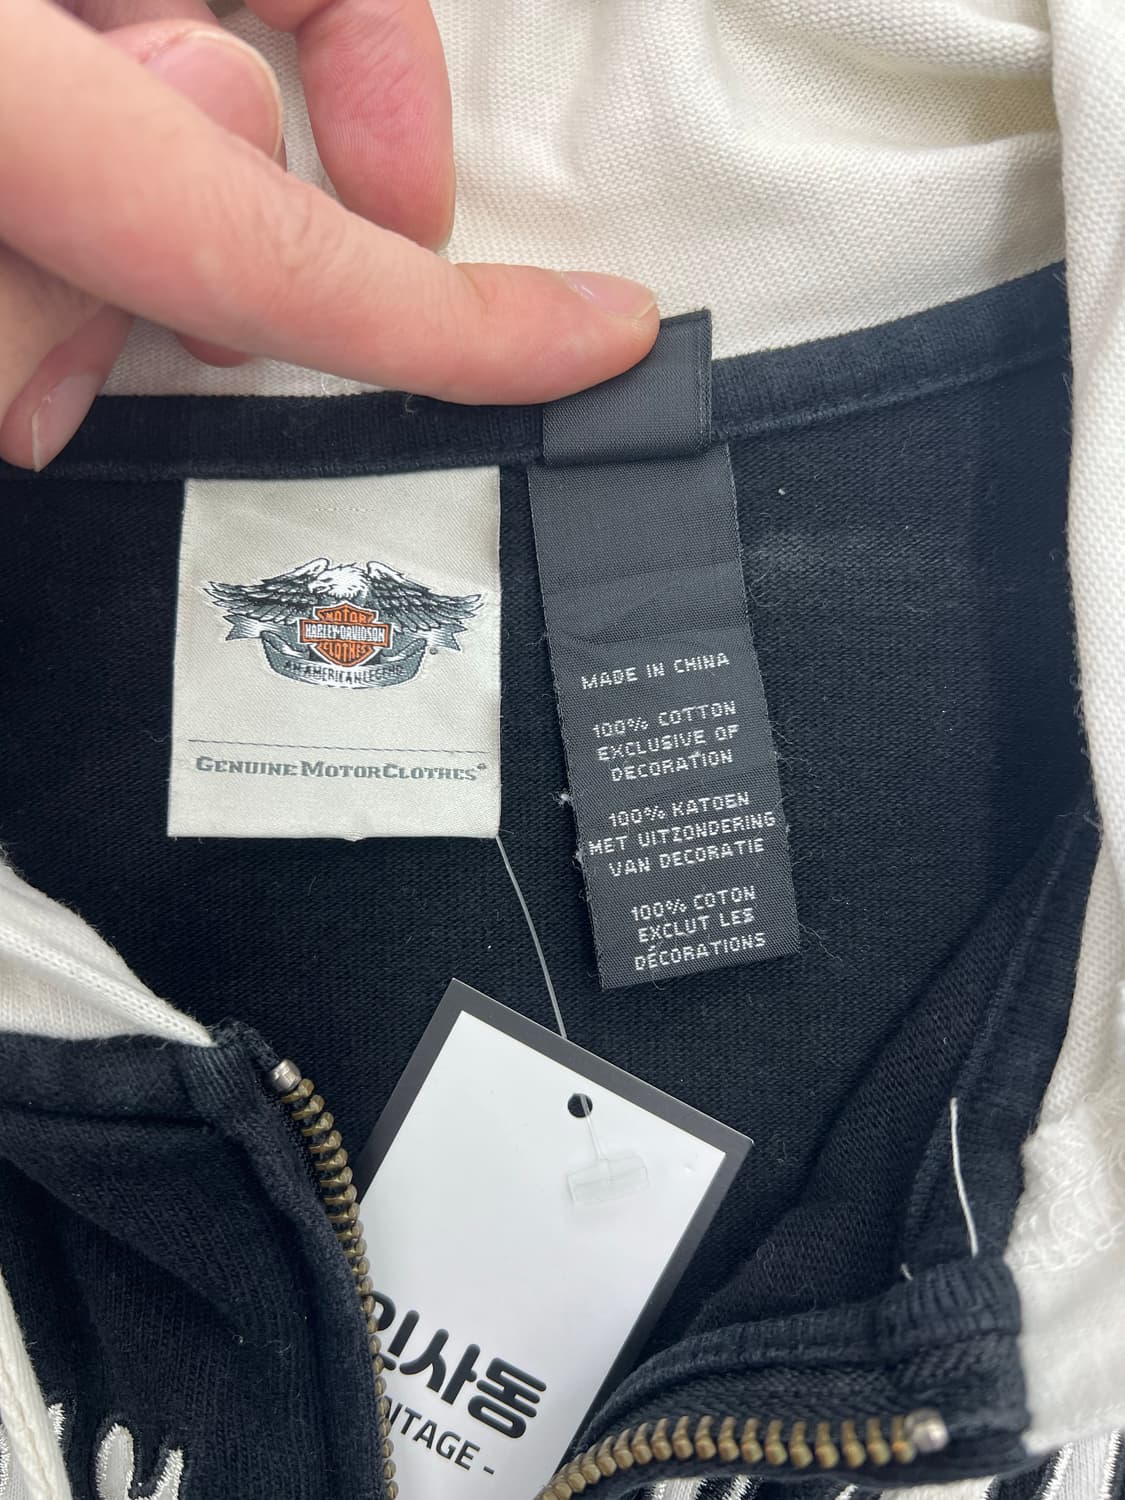 MOTOR
HARLEY-DAVIDSON
CLOTHES
AN AMERICAN LEGEND
GENUINE MOTORCLOTHES®
MADE IN CHINA
100% COTTON
EXCLUSIVE OF
DECORATION
100% KATOEN
MET UITZONDERING
VAN DECORATIE
100% COTON
EXCLUT LES
DÉCORATIONS
인사동